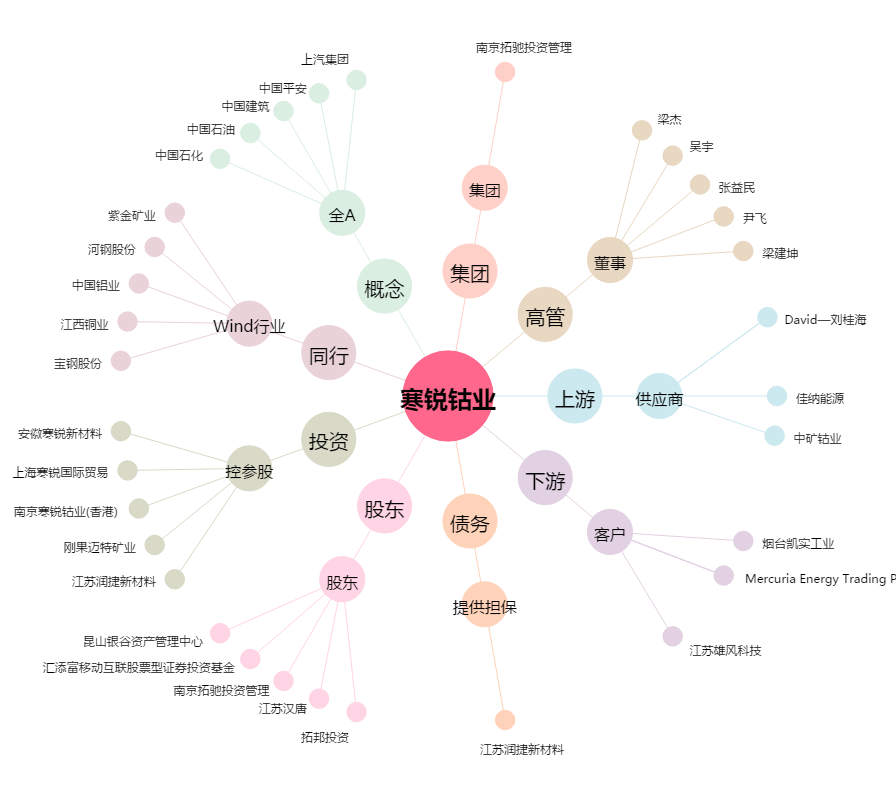 南京拓驰投资管理
上汽集团
中国平安
中国建筑
中国石油
中国石化
梁杰
吴宇
张益民
尹飞
梁建坤
集团
全A
紫金矿业
河钢股份
中国铝业
江西铜业
宝钢股份
董事
集团
概念
高管
Wind行业
同行
David—刘桂海
寒锐钴业
上游
供应商
佳纳能源
中矿钴业
安徽寒锐新材料
上海寒锐国际贸易
南京寒锐钴业(香港)
刚果迈特矿业
江苏润捷新材料
控参股
投资
下游
股东
债务
客户
烟台凯实工业
Mercuria Energy Trading P
江苏雄风科技
股东
提供担保
昆山银谷资产管理中心
汇添富移动互联股票型证券投资基金
南京拓驰投资管理
江苏汉唐
拓邦投资
江苏润捷新材料